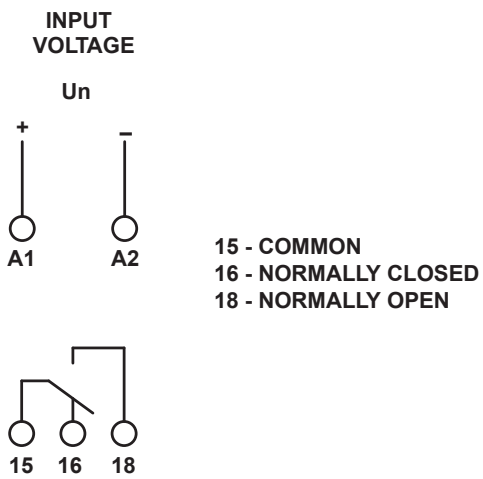 INPUT
VOLTAGE
Un
+ –
A1 A2
15 - COMMON
16 - NORMALLY CLOSED
18 - NORMALLY OPEN
15 16 18